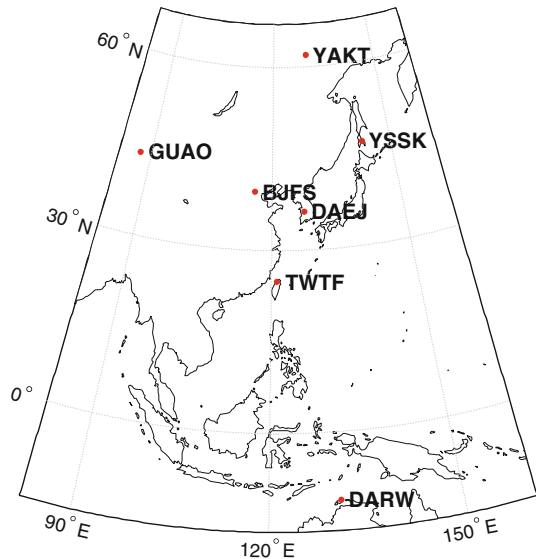 60°N
YAKT
YSSK
GUAO
BJFS
DAEJ
30°N
TWTF
0°
DARW
90°E
120°E
150°E